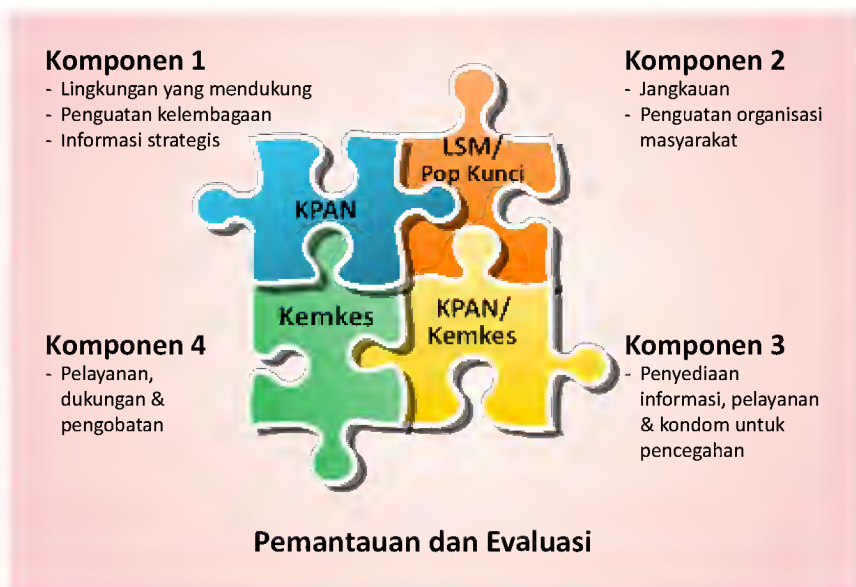 Komponen 1
- Lingkungan yang mendukung
- Penguatan kelembagaan
- Informasi strategis
Komponen 2
- Jangkauan
- Penguatan organisasi
masyarakat
LSM/
Pop Kunci
KPAN
Kemkes
KPAN/
Kemkes
Komponen 4
- Pelayanan,
dukungan &
pengobatan
Komponen 3
- Penyediaan
informasi, pelayanan
& kondom untuk
pencegahan
Pemantauan dan Evaluasi